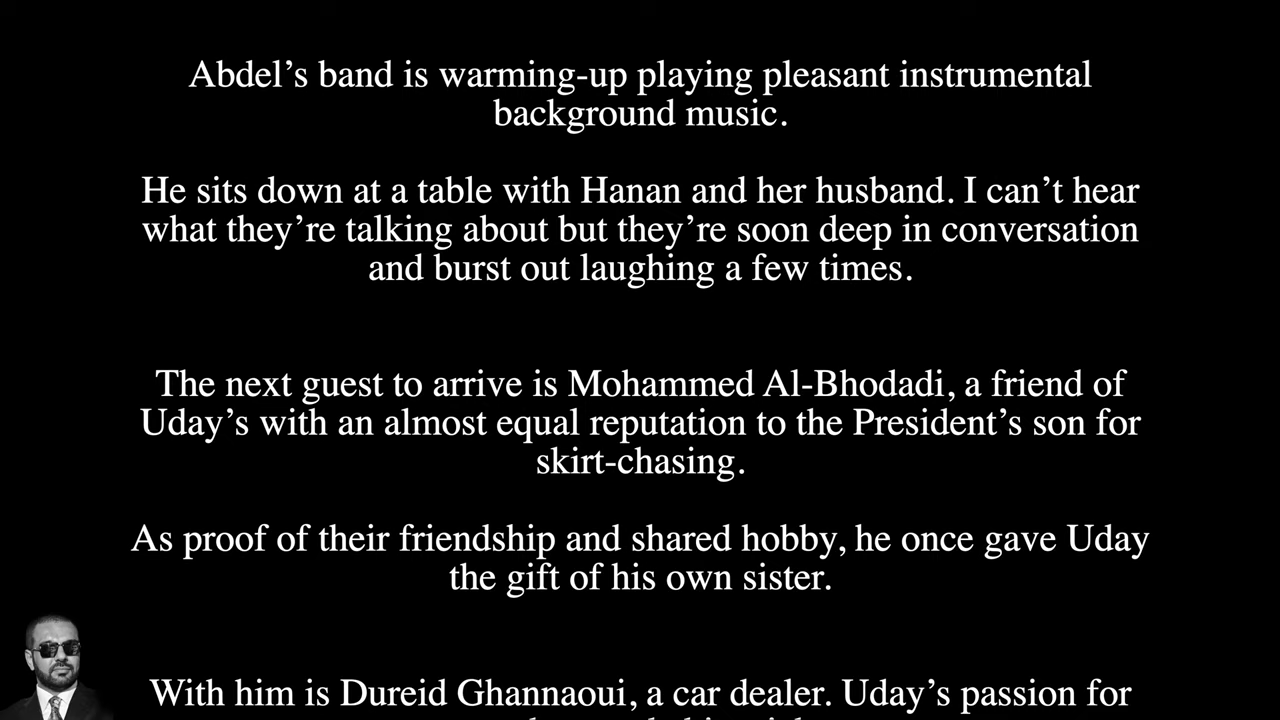 Abdel’s band is warming-up playing pleasant instrumental
background music.
He sits down at a table with Hanan and her husband. I can’t hear
what they’re talking about but they’re soon deep in conversation
and burst out laughing a few times.
The next guest to arrive is Mohammed Al-Bhodadi, a friend of
Uday’s with an almost equal reputation to the President’s son for
skirt-chasing.
As proof of their friendship and shared hobby, he once gave Uday
the gift of his own sister.
With him is Dureid Ghannaoui, a car dealer. Uday’s passion for